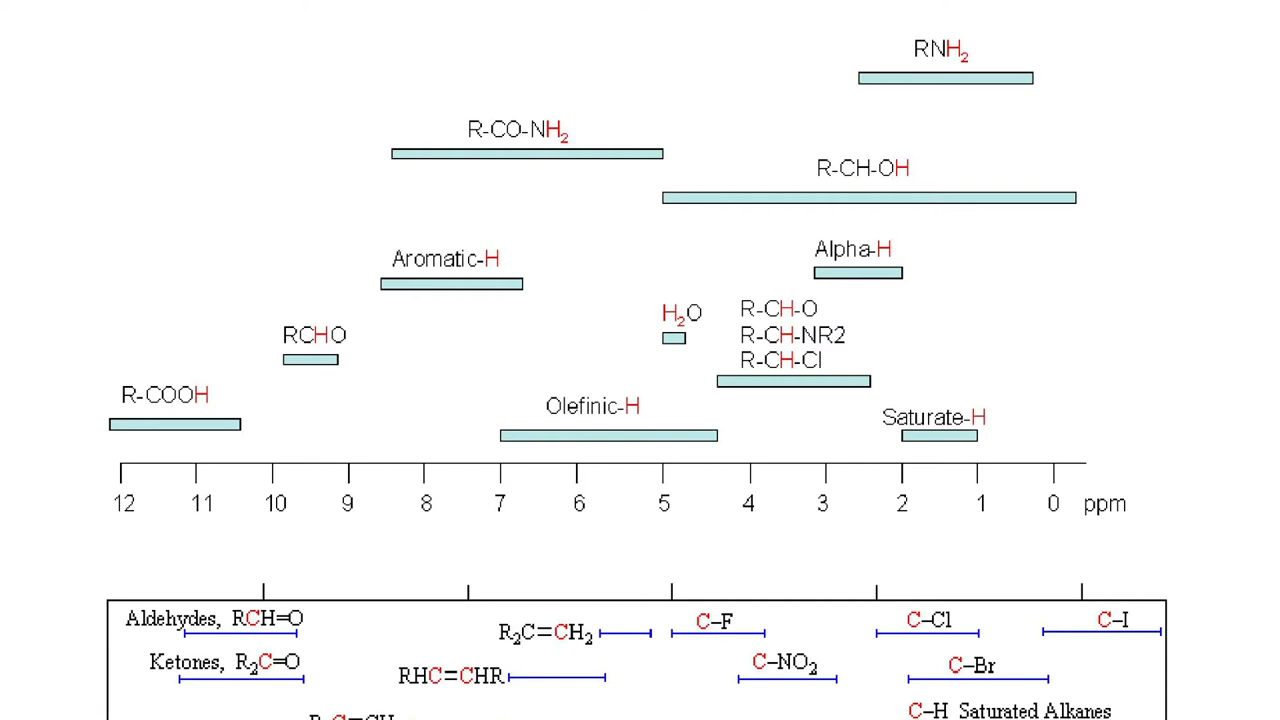 RNH2
R-CO-NH2
R-CH-OH
Alpha-H
Aromatic-H
H2O
R-CH-O
R-CH-NR2
R-CH-Cl
RCHO
R-COOH
Olefinic-H
Saturate-H
12 11 10 9 8 7 6 5 4 3 2 1 0 ppm
Aldehydes, RCH=O
R2C=CH2
C–F
C–Cl
C–I
Ketones, R2C=O
RHC=CHR
C–NO2
C–Br
C–H Saturated Alkanes